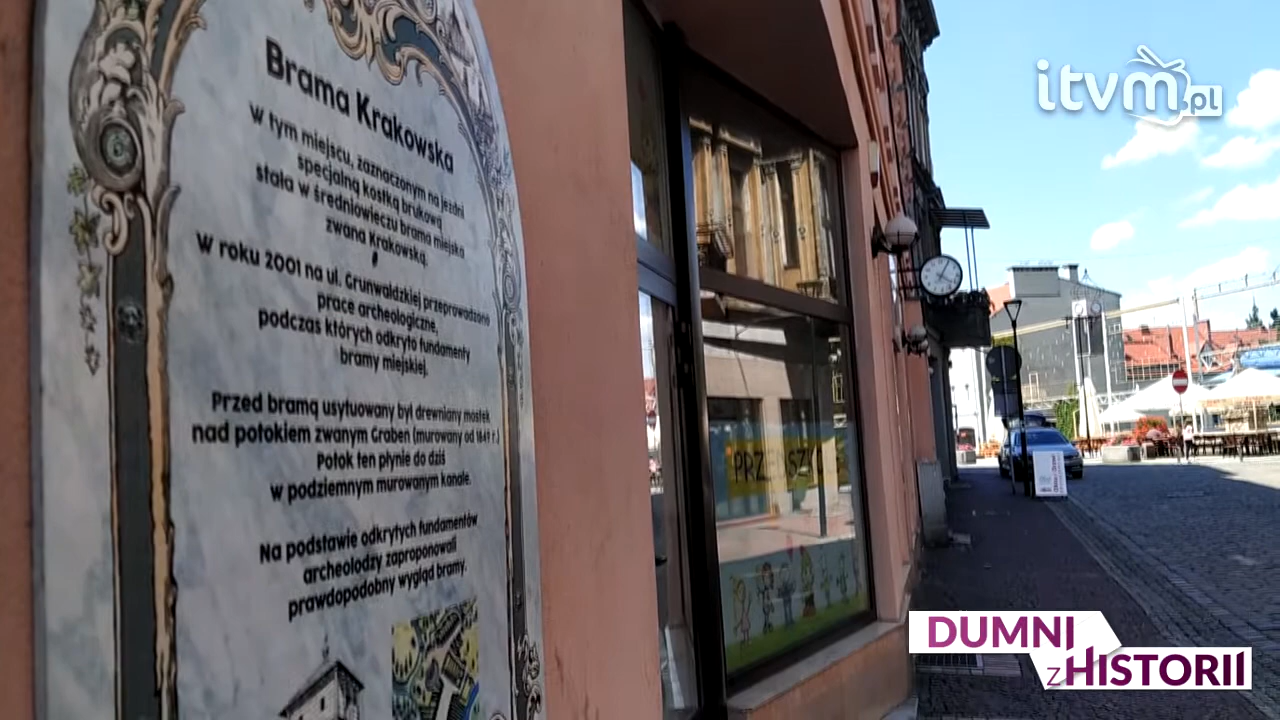 Brama Krakowska
W tym miejscu, zaznaczonym na jezdni
specjalną kostką brukową
stała w średniowieczu brama miejska
zwana Krakowską.
W roku 2001 na ul. Grunwaldzkiej przeprowadzono
prace archeologiczne,
podczas których odkryto fundamenty
bramy miejskiej.
Przed bramą usytuowany był drewniany mostek
nad potokiem zwanym Graben (murowany od 1847 r.)
Potok ten płynie do dziś
w podziemnym murowanym kanale.
Na podstawie odkrytych fundamentów
archeolodzy zaproponowali
prawdopodobny wygląd bramy.
itvm.pl
DUMNI
z HISTORII